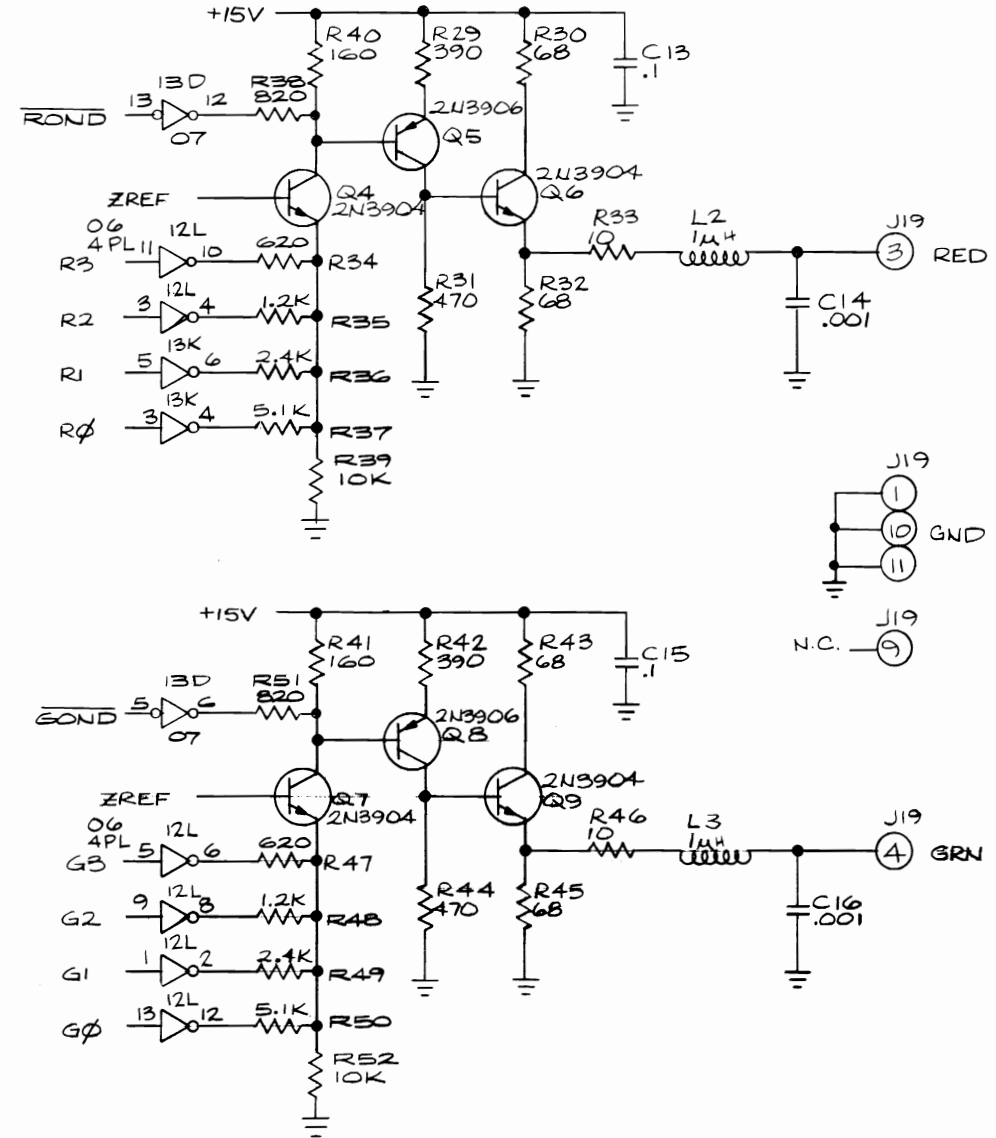 +15V
R40
160
R29
390
R30
68
C13
.1
13D
R38
820
ROND
13
12
07
2N3906
Q5
2N3904
Q6
ZREF
Q4
2N3904
06
4PL
11
12L
10
620
R3
R34
R33
10
L2
1µH
J19
3
RED
12L
R2
3
4
1.2K
R35
R31
470
R32
68
C14
.001
13K
R1
5
6
2.4K
R36
13K
RØ
3
4
5.1K
R37
R39
10K
J19
1
10
GND
11
J19
N.C.
9
+15V
R41
160
R42
390
R43
68
C15
.1
13D
R51
820
GOND
5
6
07
2N3906
Q8
2N3904
Q9
ZREF
Q7
2N3904
06
4PL
5
12L
6
620
G3
R47
R46
10
L3
1µH
J19
4
GRN
12L
G2
9
8
1.2K
R48
R44
470
R45
68
C16
.001
12L
G1
1
2
2.4K
R49
12L
GØ
13
12
5.1K
R50
R52
10K